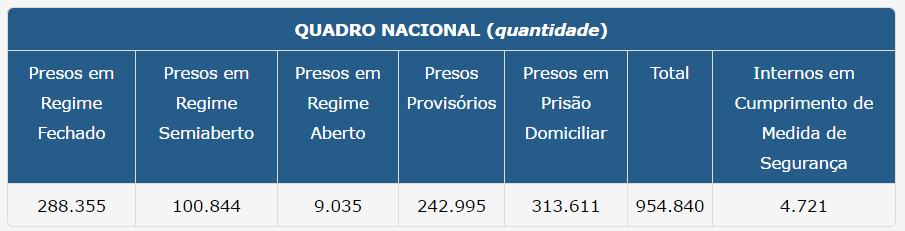 QUADRO NACIONAL (quantidade)
Presos em
Regime
Fechado
Presos em
Regime
Semiaberto
Presos em
Regime
Aberto
Presos
Provisórios
Presos em
Prisão
Domiciliar
Total
Internos em
Cumprimento de
Medida de
Segurança
288.355
100.844
9.035
242.995
313.611
954.840
4.721